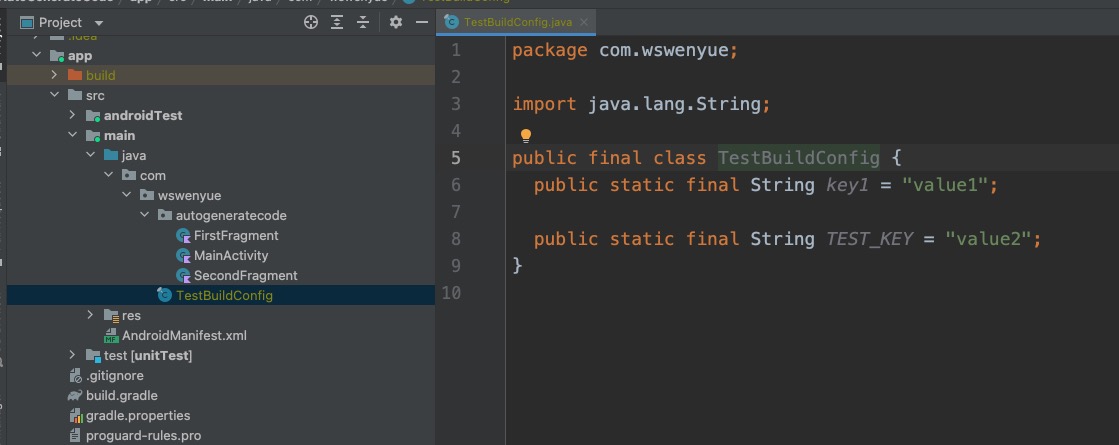 Project
.idea
app
build
src
androidTest
main
java
com
wswenyue
autogeneratecode
FirstFragment
MainActivity
SecondFragment
TestBuildConfig
res
AndroidManifest.xml
test [unitTest]
.gitignore
build.gradle
gradle.properties
proguard-rules.pro
TestBuildConfig.java
1 package com.wswenyue;
2
3 import java.lang.String;
4
5 public final class TestBuildConfig {
6 public static final String key1 = "value1";
7
8 public static final String TEST_KEY = "value2";
9 }
10